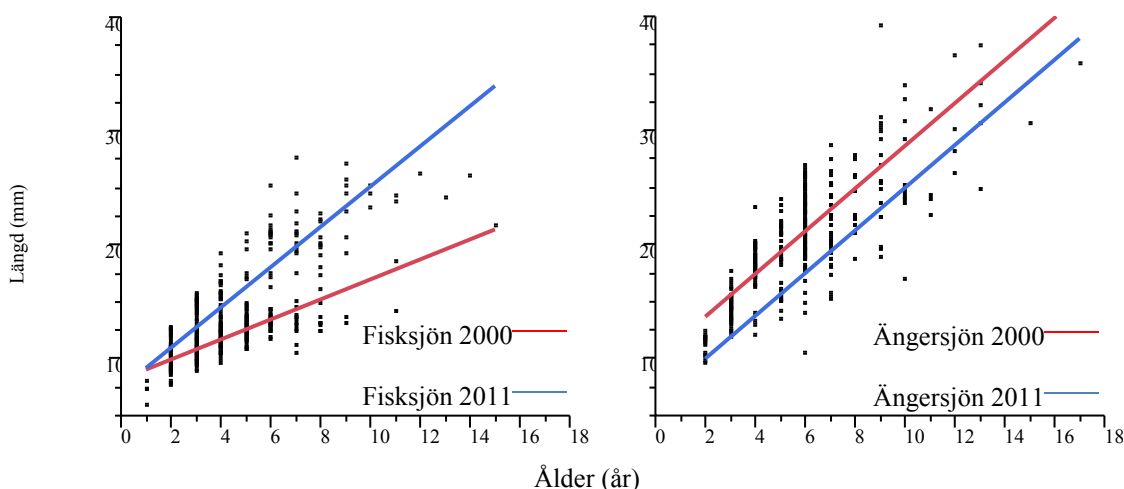 Längd (mm)
40
30
20
10
Fisksjön 2000
Fisksjön 2011
0 2 4 6 8 10 12 14 16 18
40
30
20
10
Ängersjön 2000
Ängersjön 2011
0 2 4 6 8 10 12 14 16 18
Ålder (år)